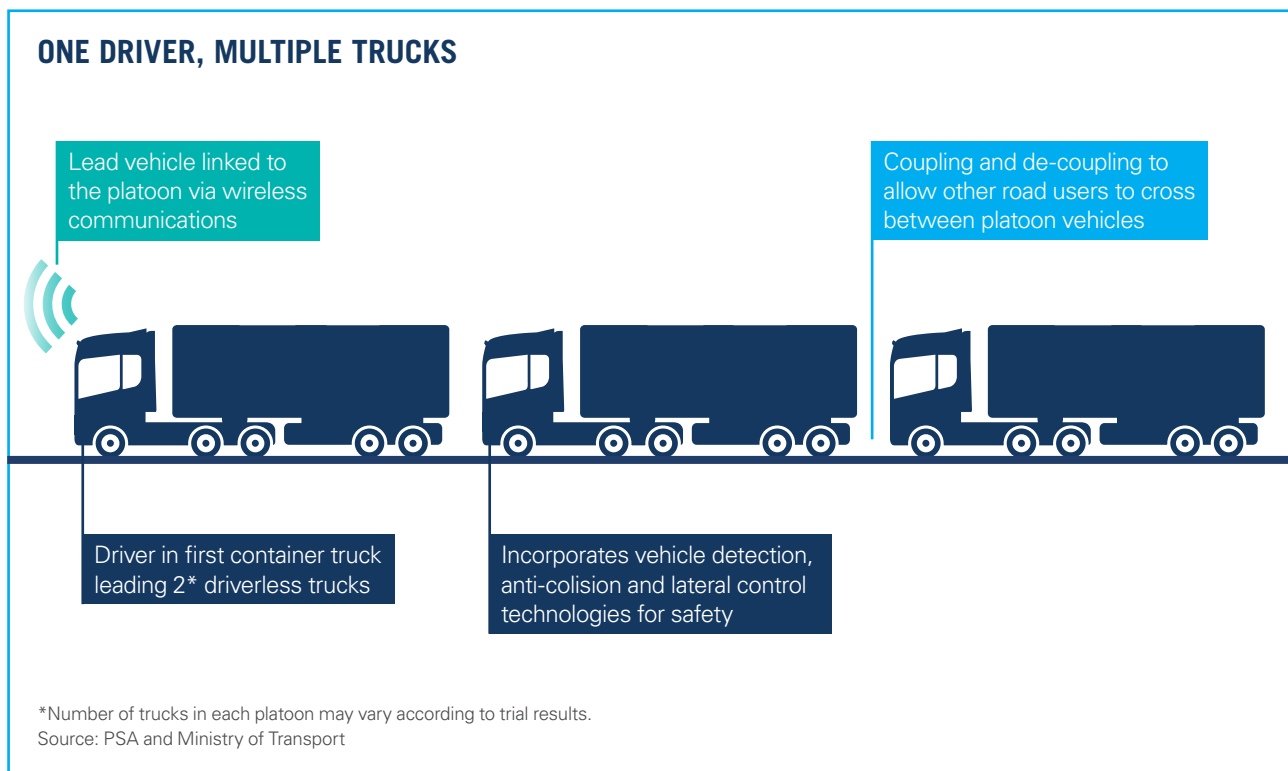 ONE DRIVER, MULTIPLE TRUCKS
Lead vehicle linked to
the platoon via wireless
communications
Coupling and de-coupling to
allow other road users to cross
between platoon vehicles
Driver in first container truck
leading 2* driverless trucks
Incorporates vehicle detection,
anti-colision and lateral control
technologies for safety
*Number of trucks in each platoon may vary according to trial results.
Source: PSA and Ministry of Transport